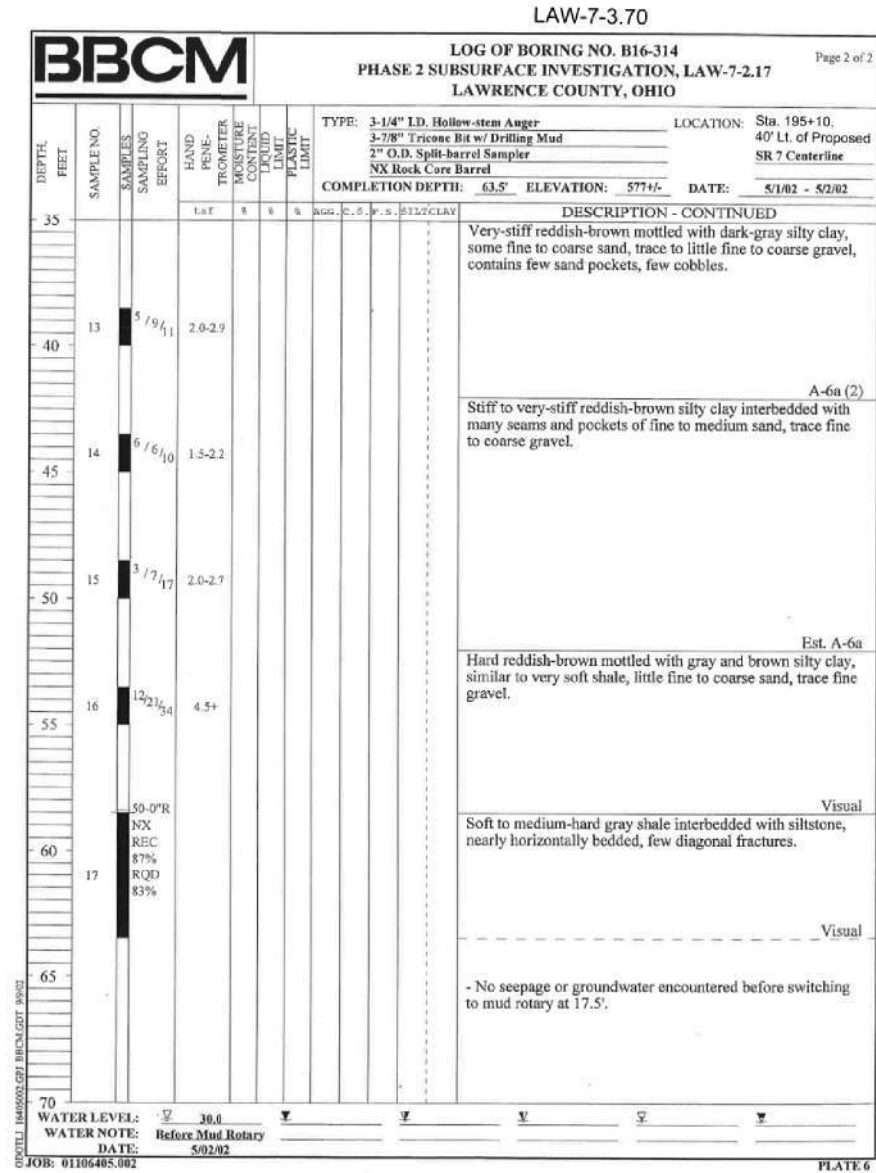 LAW-7-3.70
BBCM
LOG OF BORING NO. B16-314
PHASE 2 SUBSURFACE INVESTIGATION, LAW-7-2.17
LAWRENCE COUNTY, OHIO
Page 2 of 2
DEPTH, FEET
SAMPLE NO.
SAMPLES
SAMPLING EFFORT
HAND PENE-TROMETER
MOISTURE CONTENT
LIQUID LIMIT
PLASTIC LIMIT
TYPE: 3-1/4" I.D. Hollow-stem Auger
3-7/8" Tricone Bit w/ Drilling Mud
2" O.D. Split-barrel Sampler
NX Rock Core Barrel
LOCATION: Sta. 195+10,
40' Lt. of Proposed
SR 7 Centerline
COMPLETION DEPTH: 63.5' ELEVATION: 577+/- DATE: 5/1/02 - 5/2/02
tsf % % % AGG. C.S. F.S. SILT CLAY DESCRIPTION - CONTINUED
35
Very-stiff reddish-brown mottled with dark-gray silty clay,
some fine to coarse sand, trace to little fine to coarse gravel,
contains few sand pockets, few cobbles.
13 5/9/11 2.0-2.9
40
A-6a (2)
Stiff to very-stiff reddish-brown silty clay interbedded with
many seams and pockets of fine to medium sand, trace fine
to coarse gravel.
14 6/6/10 1.5-2.2
45
15 3/7/17 2.0-2.7
50
Est. A-6a
Hard reddish-brown mottled with gray and brown silty clay,
similar to very soft shale, little fine to coarse sand, trace fine
gravel.
16 12/21/34 4.5+
55
Visual
50-0"R
Soft to medium-hard gray shale interbedded with siltstone,
nearly horizontally bedded, few diagonal fractures.
NX
REC
60
87%
17 RQD
83%
Visual
65
- No seepage or groundwater encountered before switching
to mud rotary at 17.5'.
70
WATER LEVEL: 30.0
WATER NOTE: Before Mud Rotary
DATE: 5/02/02
JOB: 01106405.002
PLATE 6